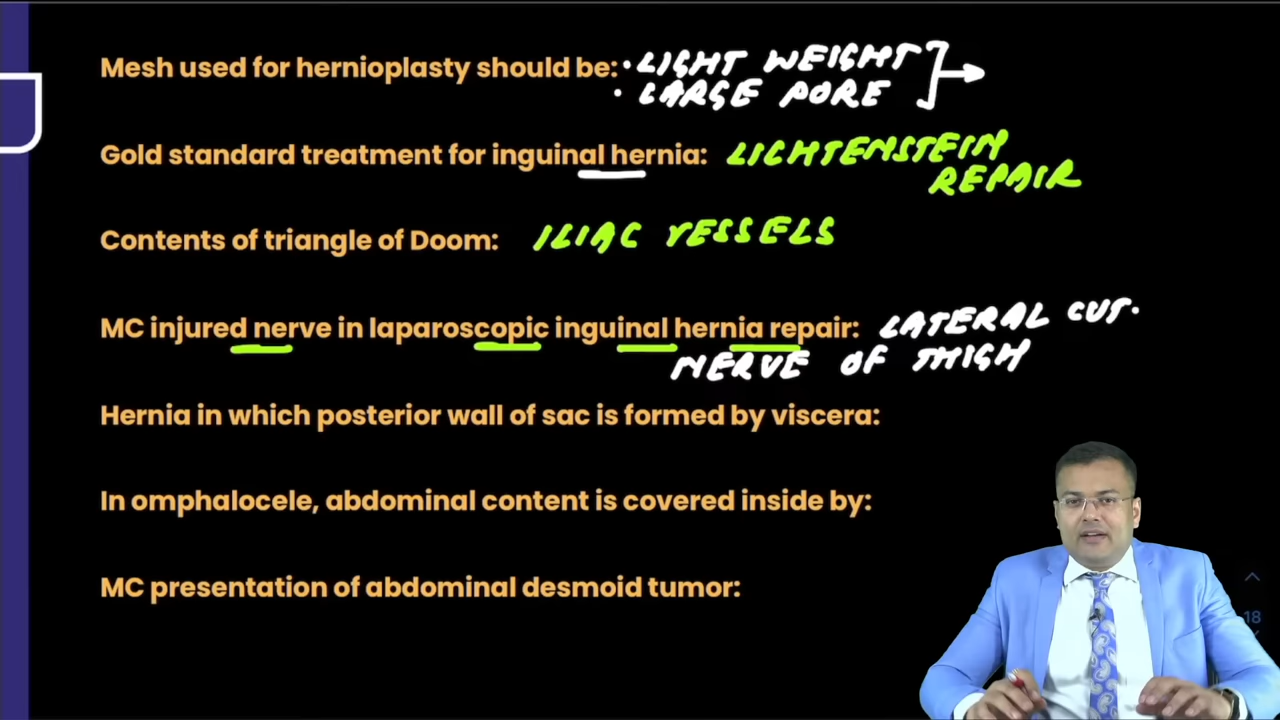 Mesh used for hernioplasty should be: • LIGHT WEIGHT
• LARGE PORE
Gold standard treatment for inguinal hernia: LICHTENSTEIN
REPAIR
Contents of triangle of Doom: ILIAC VESSELS
MC injured nerve in laparoscopic inguinal hernia repair: LATERAL CUT.
NERVE OF THIGH
Hernia in which posterior wall of sac is formed by viscera:
In omphalocele, abdominal content is covered inside by:
MC presentation of abdominal desmoid tumor:
18